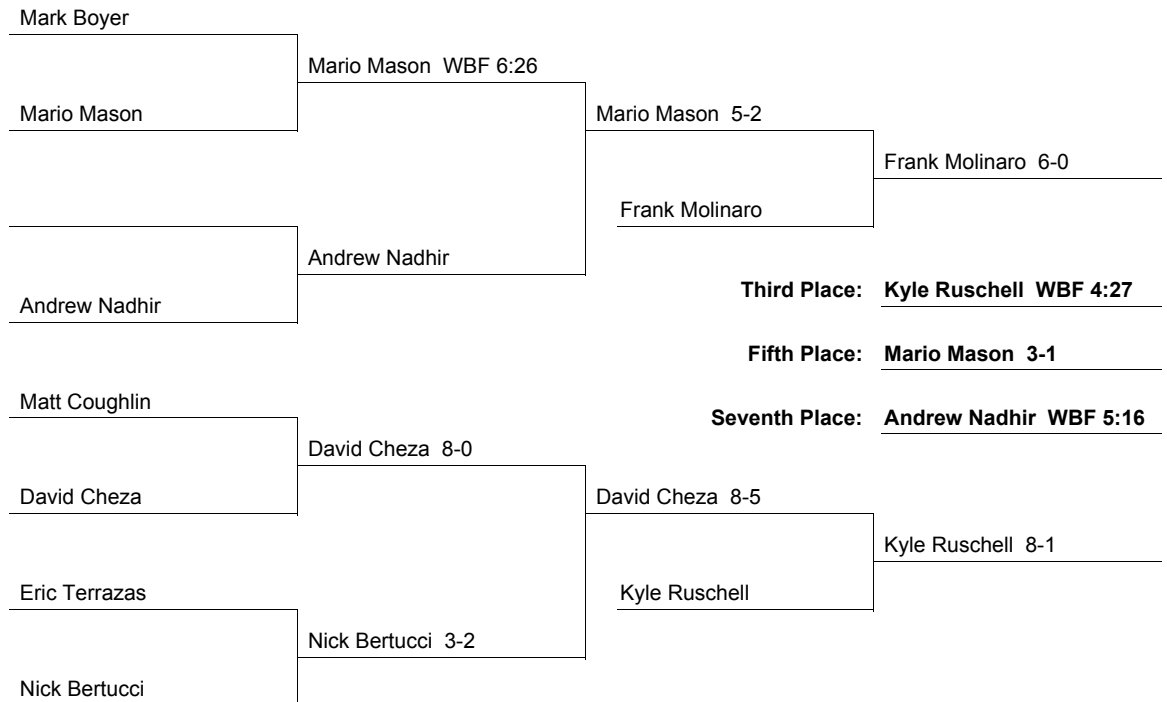 Mark Boyer
Mario Mason WBF 6:26
Mario Mason
Mario Mason 5-2
Frank Molinaro 6-0
Frank Molinaro
Andrew Nadhir
Andrew Nadhir
Third Place: Kyle Ruschell WBF 4:27
Fifth Place: Mario Mason 3-1
Seventh Place: Andrew Nadhir WBF 5:16
Matt Coughlin
David Cheza 8-0
David Cheza
David Cheza 8-5
Kyle Ruschell 8-1
Eric Terrazas
Kyle Ruschell
Nick Bertucci 3-2
Nick Bertucci